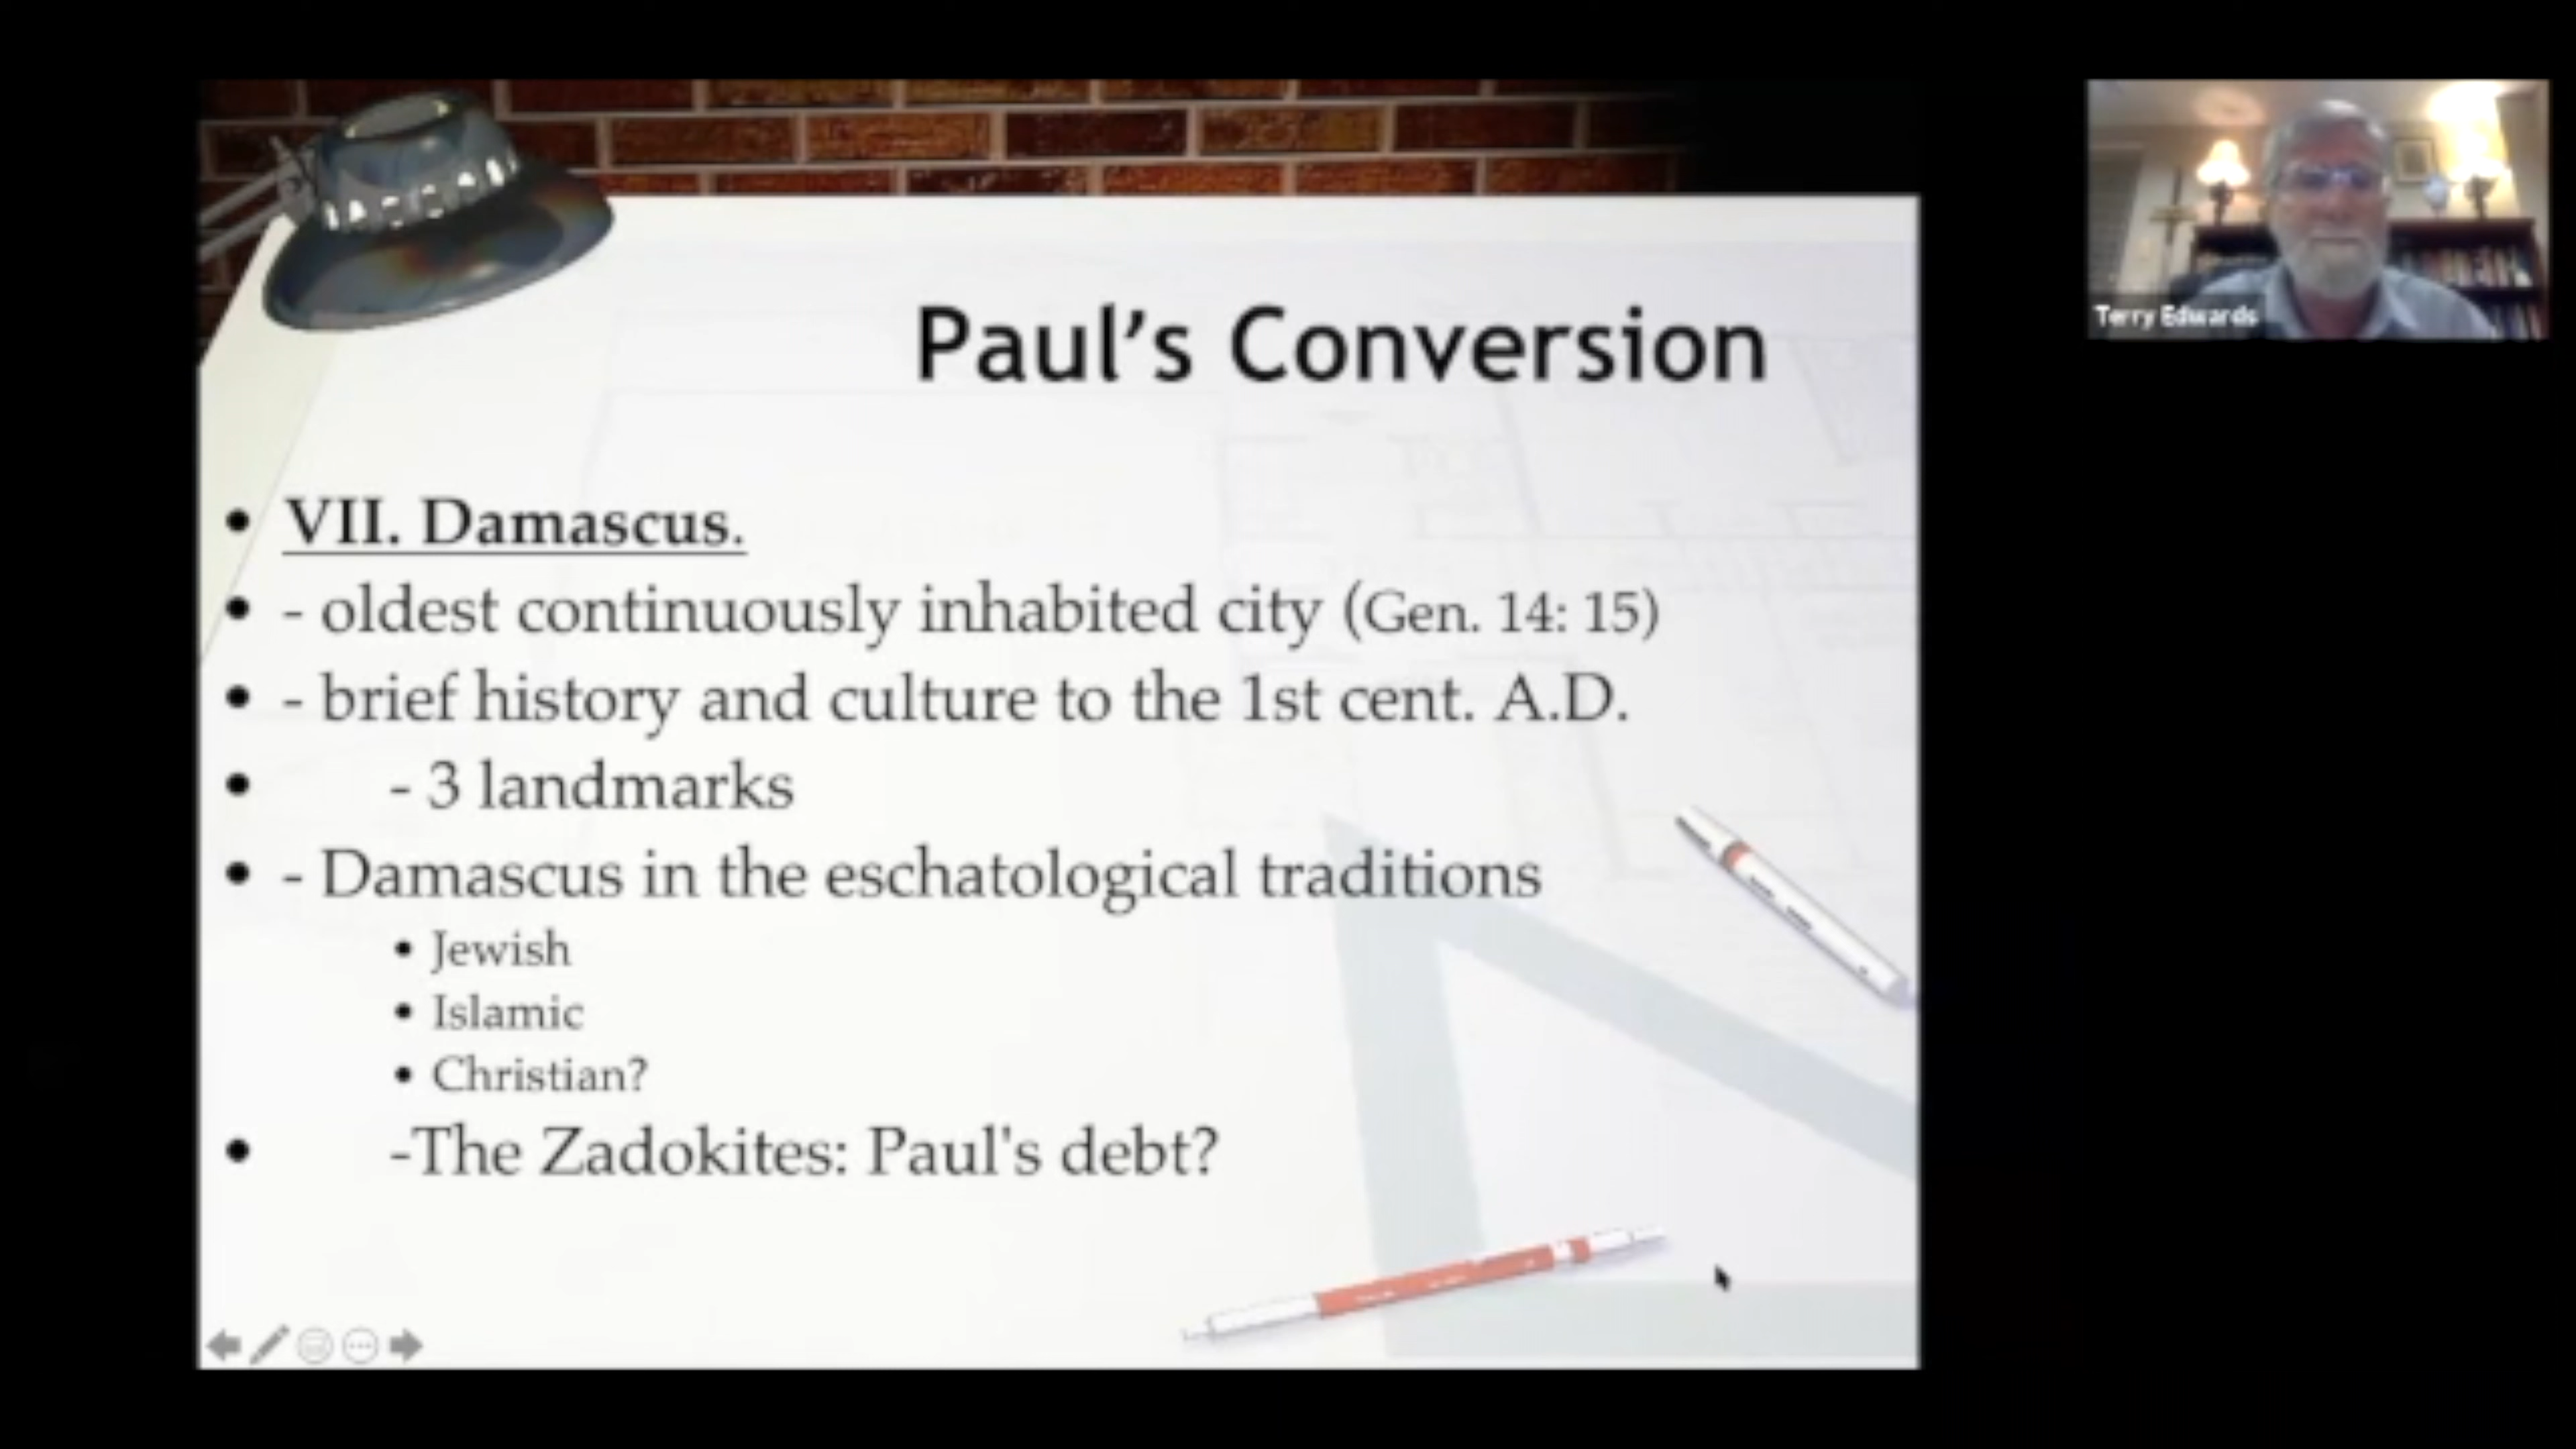 Paul's Conversion
Terry Edwards
• VII. Damascus.
• - oldest continuously inhabited city (Gen. 14: 15)
• - brief history and culture to the 1st cent. A.D.
• - 3 landmarks
• - Damascus in the eschatological traditions
• Jewish
• Islamic
• Christian?
• -The Zadokites: Paul's debt?